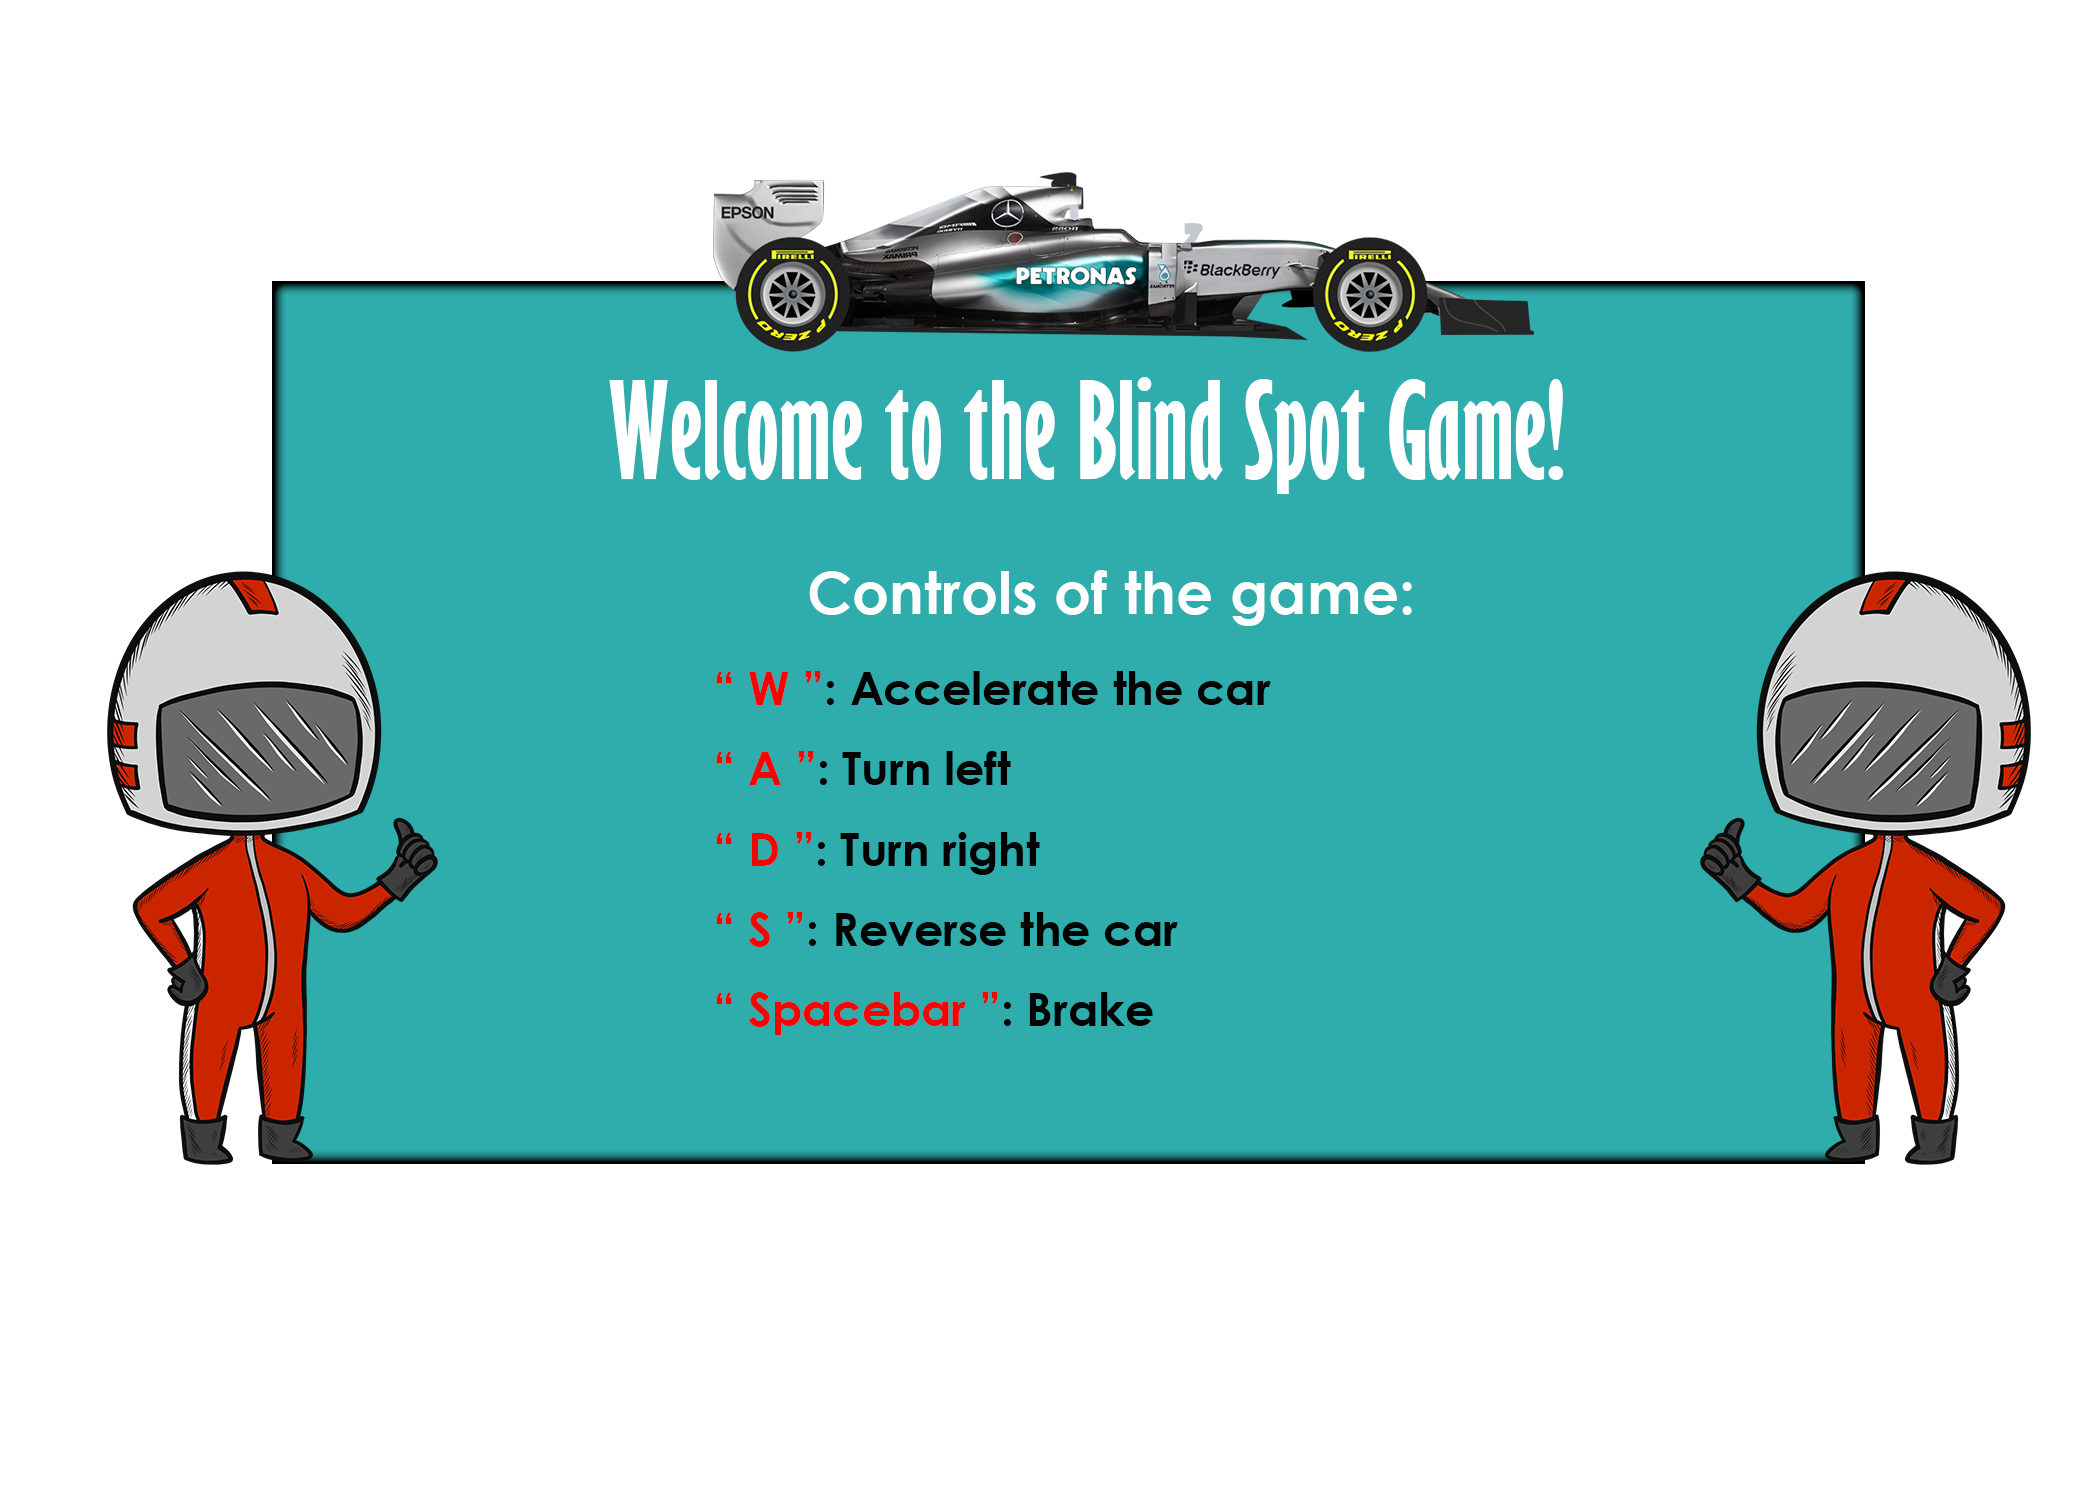 EPSON
PETRONAS
BlackBerry
PIRELLI
PIRELLI
P ZERO
P ZERO
Welcome to the Blind Spot Game!
Controls of the game:
“ W ”: Accelerate the car
“ A ”: Turn left
“ D ”: Turn right
“ S ”: Reverse the car
“ Spacebar ”: Brake